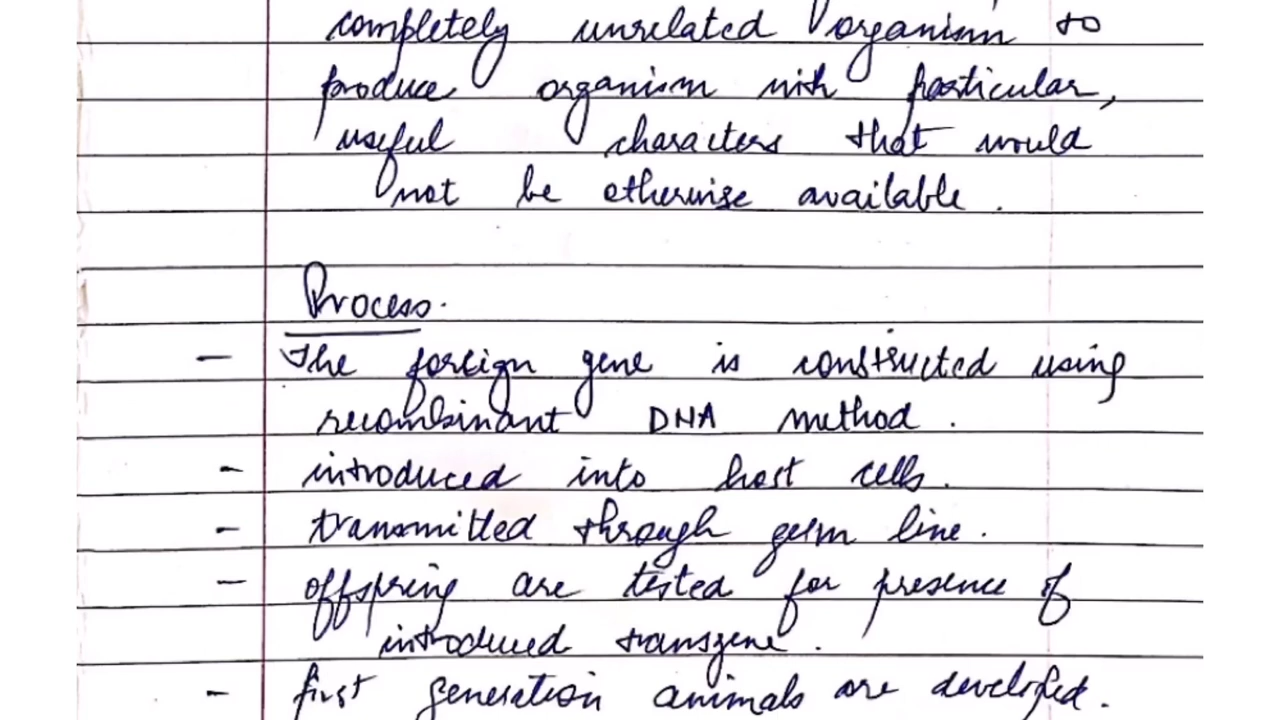 completely unrelated organism to
produce organism with particular,
useful characters that would
not be otherwise available.
Process.
- The foreign gene is constructed using
recombinant DNA method.
- introduced into host cells.
- transmitted through germ line.
- offspring are tested for presence of
introduced transgene.
- first generation animals are developed.